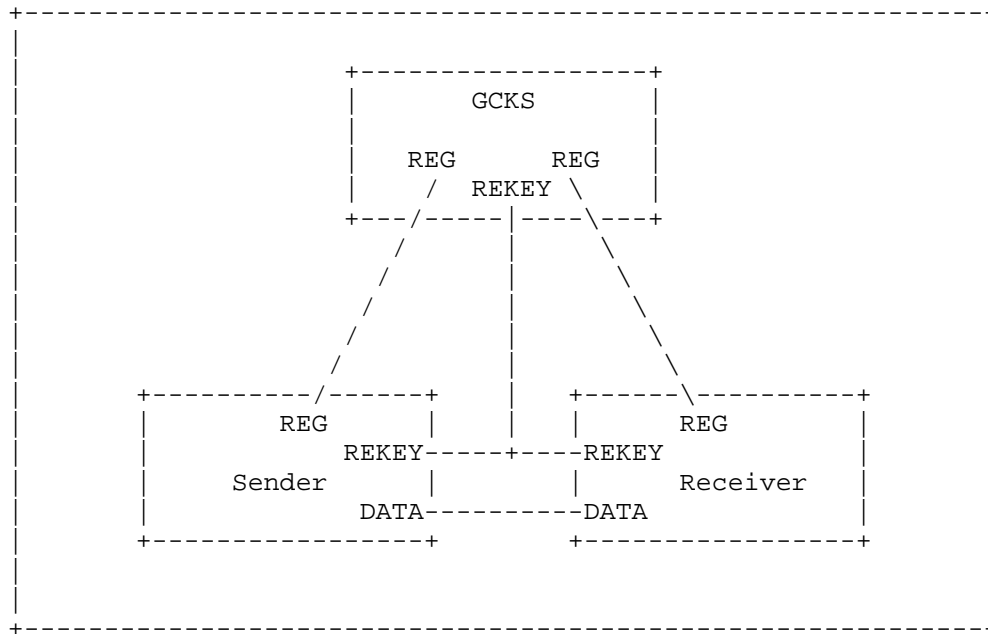 GCKS
REG REG
REKEY
REG REG
REKEY REKEY
Sender Receiver
DATA DATA